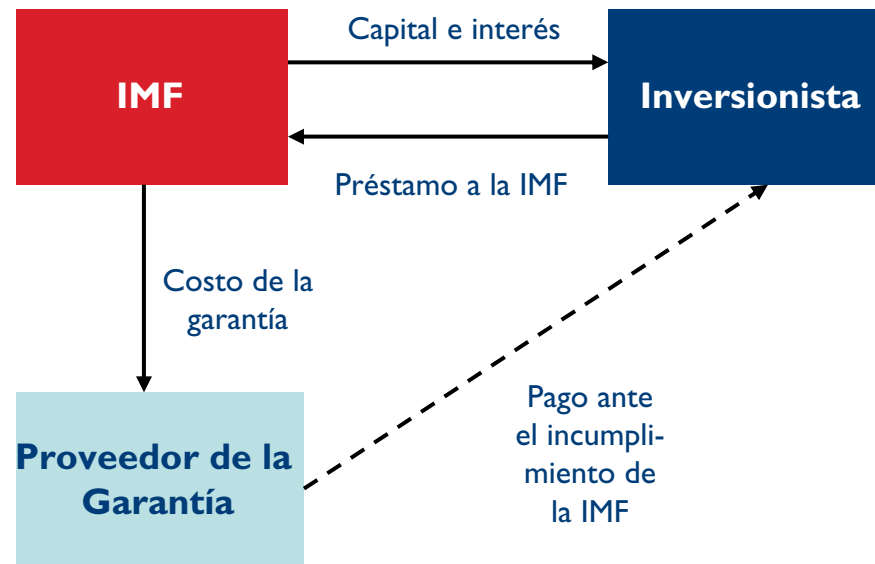 Capital e interés
IMF
Inversionista
Préstamo a la IMF
Costo de la
garantía
Proveedor de la
Garantía
Pago ante
el incumpli-
miento de
la IMF